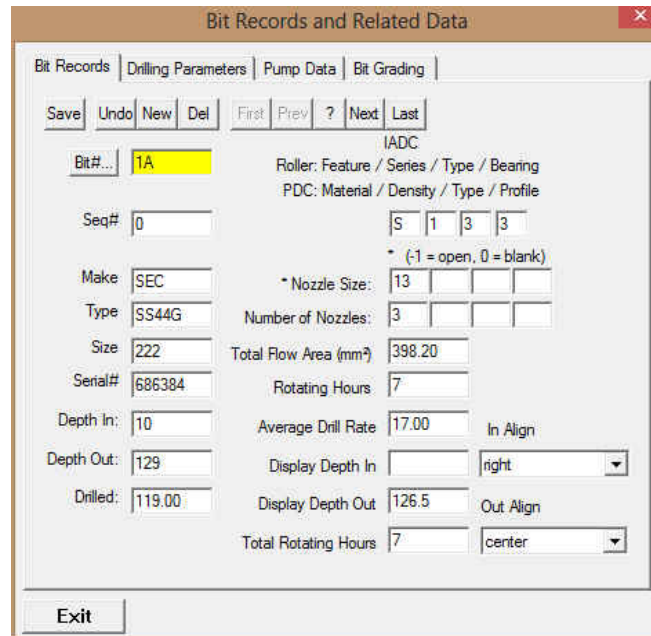 Bit Records and Related Data
X
Bit Records Drilling Parameters Pump Data Bit Grading
Save Undo New Del First Prev ? Next Last
IADC
Bit#... 1A Roller: Feature / Series / Type / Bearing
PDC: Material / Density / Type / Profile
Seq# 0 S 1 3 3
* (-1 = open, 0 = blank)
Make SEC * Nozzle Size: 13
Type SS44G Number of Nozzles: 3
Size 222 Total Flow Area (mm²) 398.20
Serial# 686384 Rotating Hours 7
Depth In: 10 Average Drill Rate 17.00 In Align
Depth Out: 129 Display Depth In right
Drilled: 119.00 Display Depth Out 126.5 Out Align
Total Rotating Hours 7 center
Exit